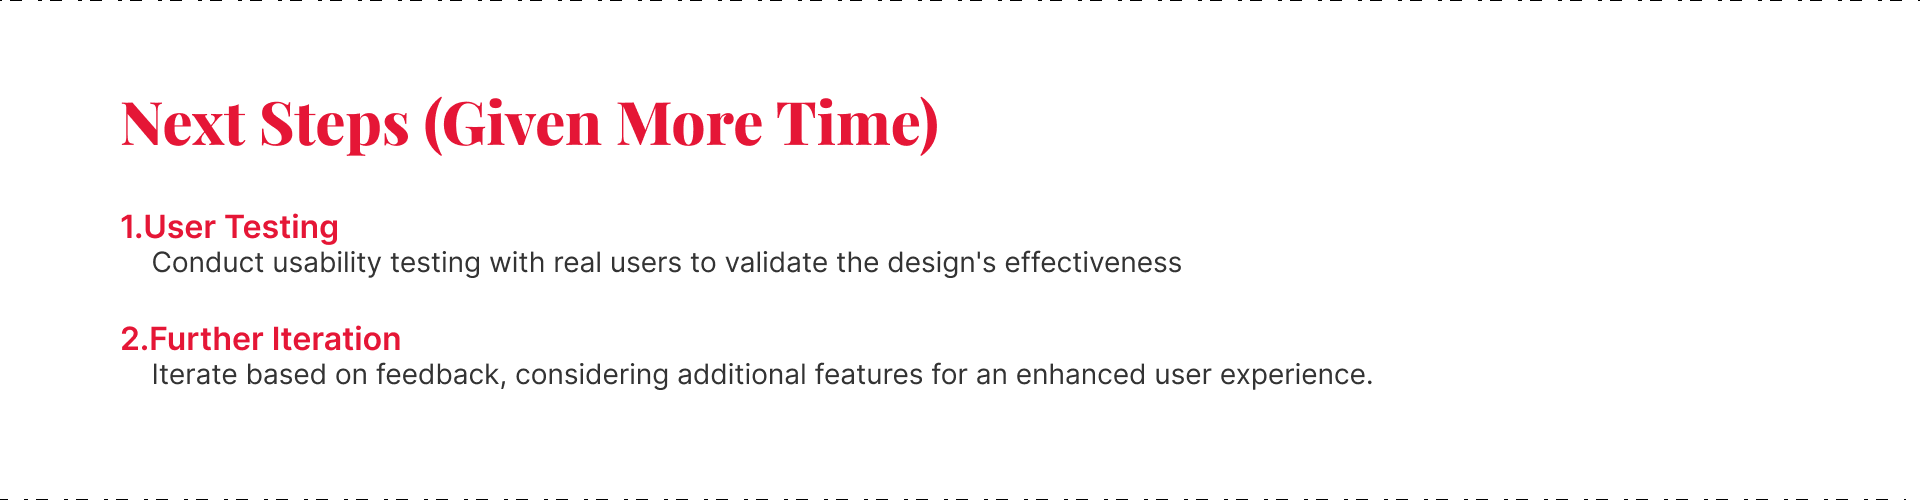 Next Steps (Given More Time)
1.User Testing
Conduct usability testing with real users to validate the design's effectiveness
2.Further Iteration
Iterate based on feedback, considering additional features for an enhanced user experience.